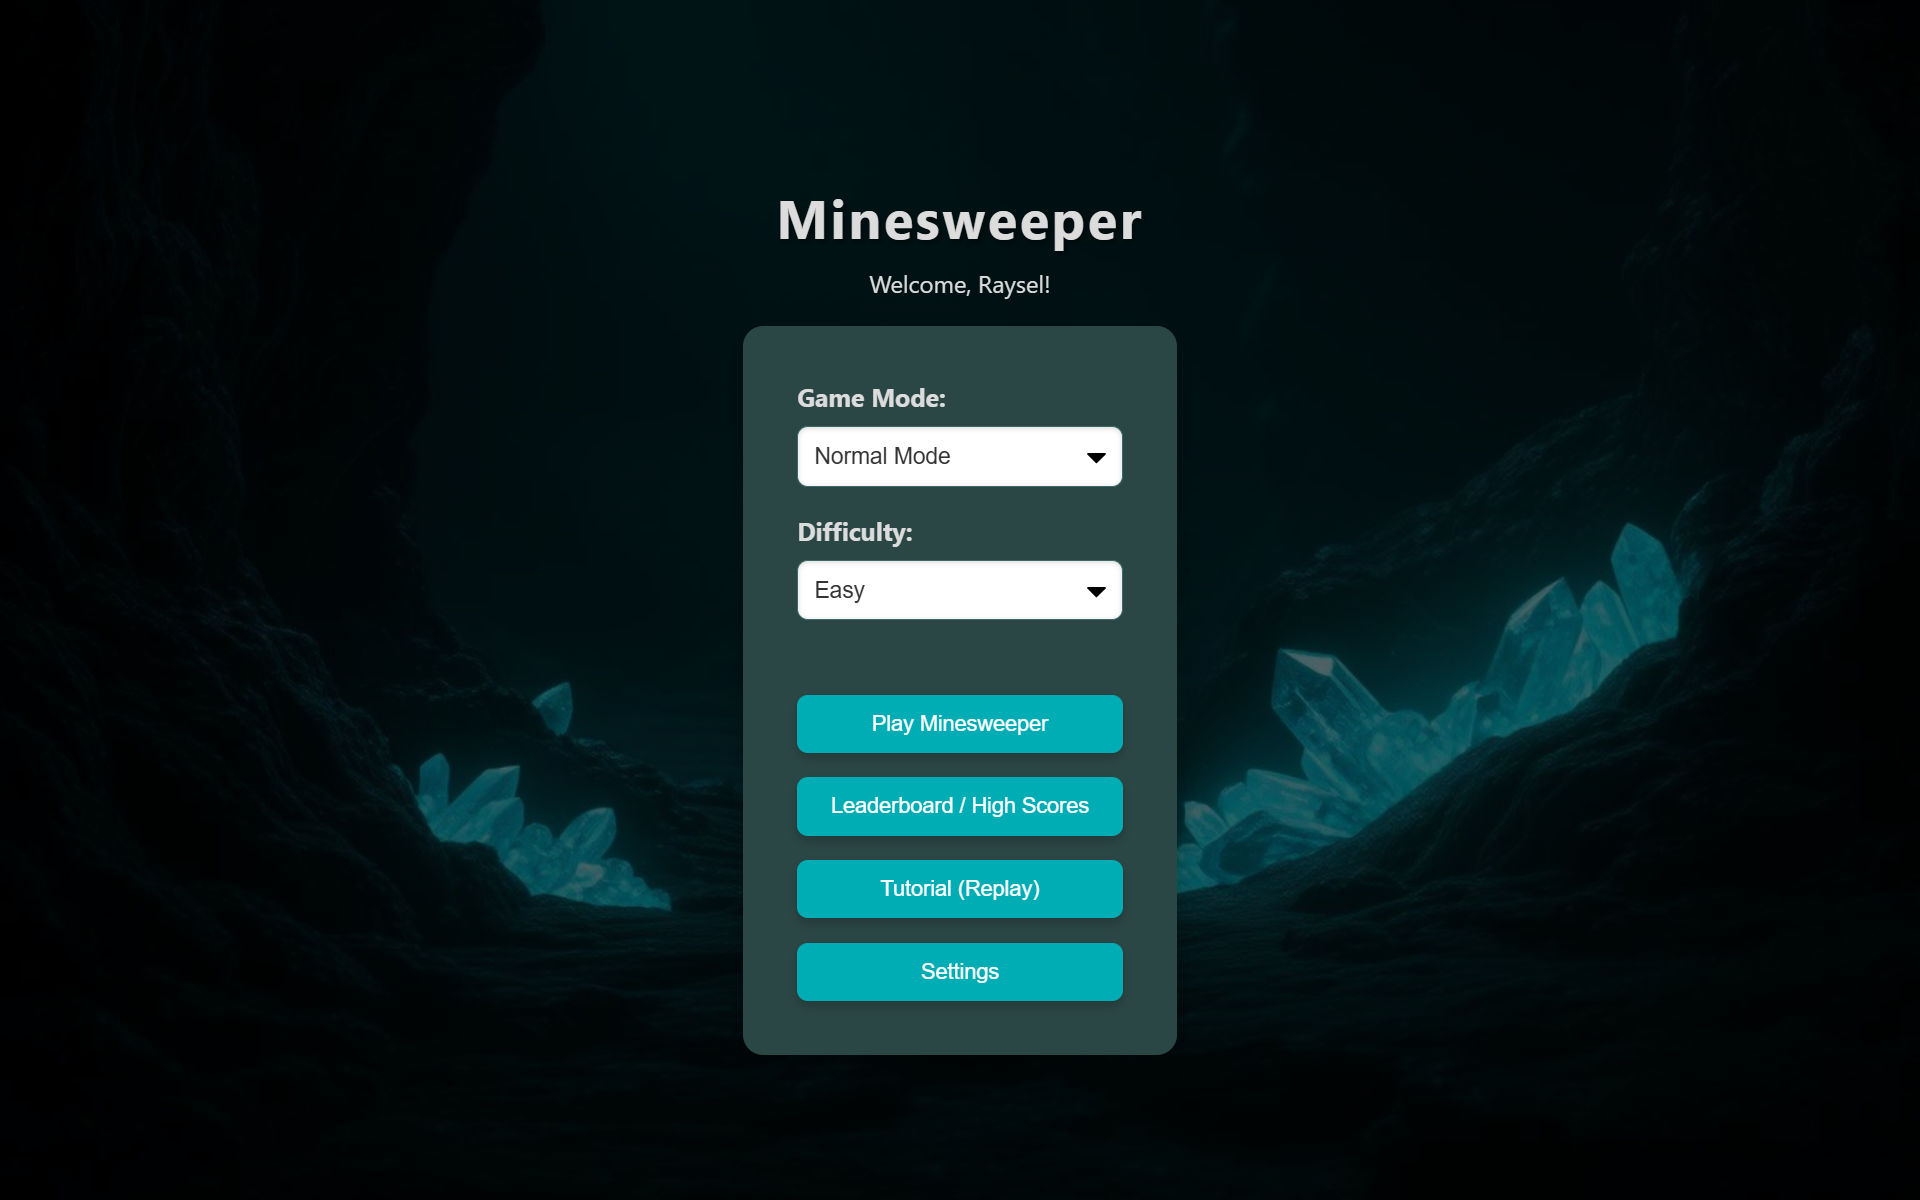 Minesweeper
Welcome, Raysel!
Game Mode:
Normal Mode
Difficulty:
Easy
Play Minesweeper
Leaderboard / High Scores
Tutorial (Replay)
Settings